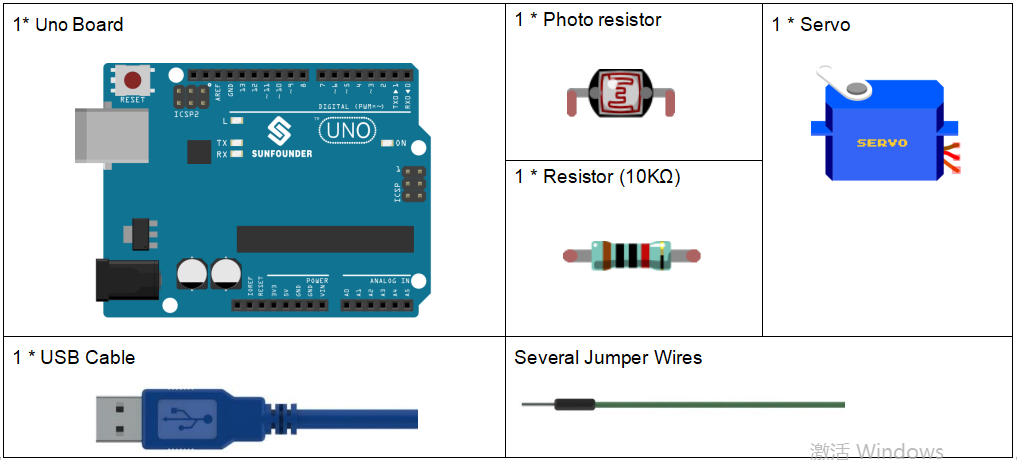 1* Uno Board
RESET
ICSP2
AREF
GND
13
12
~11
~10
~9
8
7
~6
~5
4
~3
2
TX▶1
RX◀0
DIGITAL (PWM=~)
L
TX
RX
SUNFOUNDER
TM
UNO
ON
1
ICSP
POWER
ANALOG IN
IOREF
RESET
3V3
5V
GND
GND
VIN
A0
A1
A2
A3
A4
A5
1 * Photo resistor
1 * Servo
SERVO
1 * Resistor (10KΩ)
1 * USB Cable
Several Jumper Wires
激活 Windows